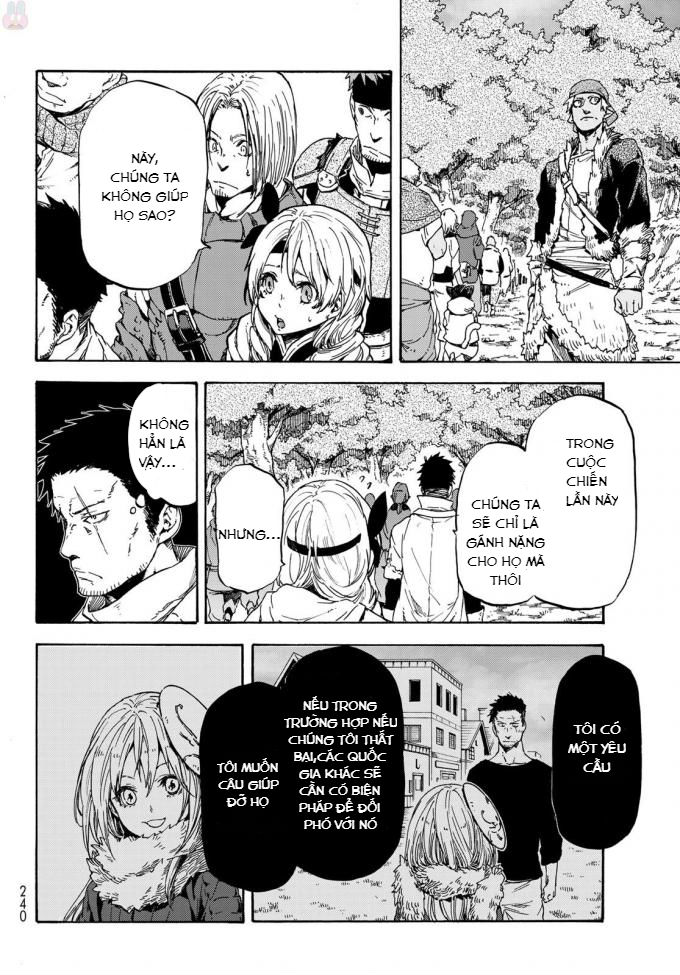 NÀY,
CHÚNG TA
KHÔNG GIÚP
HỌ SAO?
TRONG
CUỘC
CHIẾN
LẦN NÀY
CHÚNG TA
SẼ CHỈ LÀ
GÁNH NẶNG
CHO HỌ MÀ
THÔI
NHƯNG...
KHÔNG
HẲN LÀ
VẬY...
TÔI CÓ
MỘT YÊU
CẦU
NẾU TRONG
TRƯỜNG HỢP NẾU
CHÚNG TÔI THẤT
BẠI,CÁC QUỐC
GIA KHÁC SẼ
CẦN CÓ BIỆN
PHÁP ĐỂ ĐỐI
PHÓ VỚI NÓ
TÔI MUỐN
CẬU GIÚP
ĐỠ HỌ
240